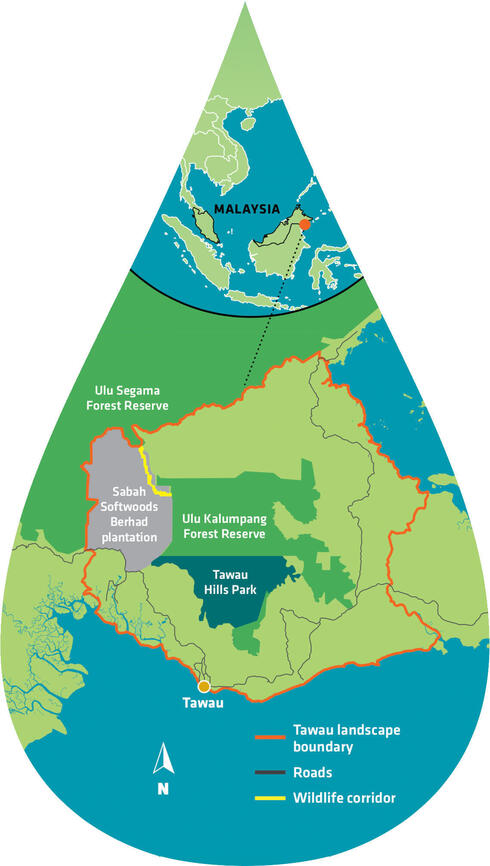 MALAYSIA
Ulu Segama
Forest Reserve
Sabah
Softwoods
Berhad
plantation
Ulu Kalumpang
Forest Reserve
Tawau
Hills Park
Tawau
Tawau landscape
boundary
Roads
Wildlife corridor
N